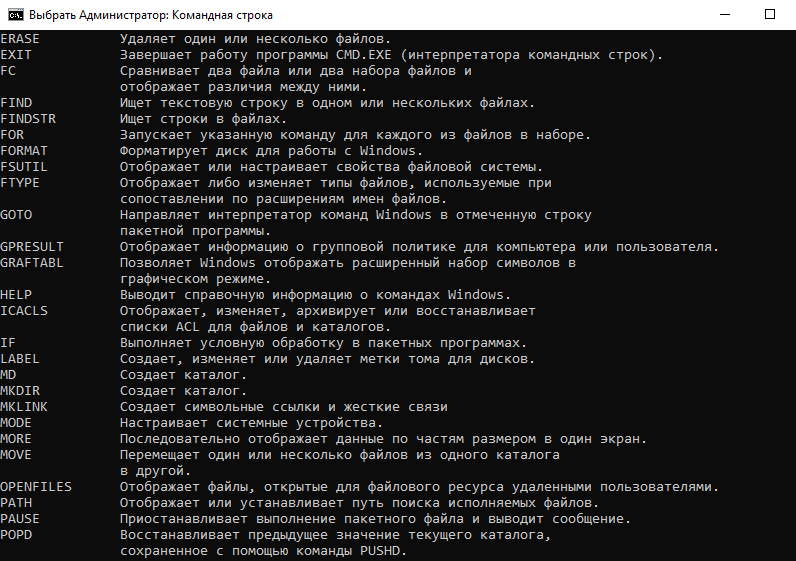 Выбрать Администратор: Командная строка
ERASE Удаляет один или несколько файлов.
EXIT Завершает работу программы CMD.EXE (интерпретатора командных строк).
FC Сравнивает два файла или два набора файлов и
отображает различия между ними.
FIND Ищет текстовую строку в одном или нескольких файлах.
FINDSTR Ищет строки в файлах.
FOR Запускает указанную команду для каждого из файлов в наборе.
FORMAT Форматирует диск для работы с Windows.
FSUTIL Отображает или настраивает свойства файловой системы.
FTYPE Отображает либо изменяет типы файлов, используемые при
сопоставлении по расширениям имен файлов.
GOTO Направляет интерпретатор команд Windows в отмеченную строку
пакетной программы.
GPRESULT Отображает информацию о групповой политике для компьютера или пользователя.
GRAFTABL Позволяет Windows отображать расширенный набор символов в
графическом режиме.
HELP Выводит справочную информацию о командах Windows.
ICACLS Отображает, изменяет, архивирует или восстанавливает
списки ACL для файлов и каталогов.
IF Выполняет условную обработку в пакетных программах.
LABEL Создает, изменяет или удаляет метки тома для дисков.
MD Создает каталог.
MKDIR Создает каталог.
MKLINK Создает символьные ссылки и жесткие связи
MODE Настраивает системные устройства.
MORE Последовательно отображает данные по частям размером в один экран.
MOVE Перемещает один или несколько файлов из одного каталога
в другой.
OPENFILES Отображает файлы, открытые для файлового ресурса удаленными пользователями.
PATH Отображает или устанавливает путь поиска исполняемых файлов.
PAUSE Приостанавливает выполнение пакетного файла и выводит сообщение.
POPD Восстанавливает предыдущее значение текущего каталога,
сохраненное с помощью команды PUSHD.